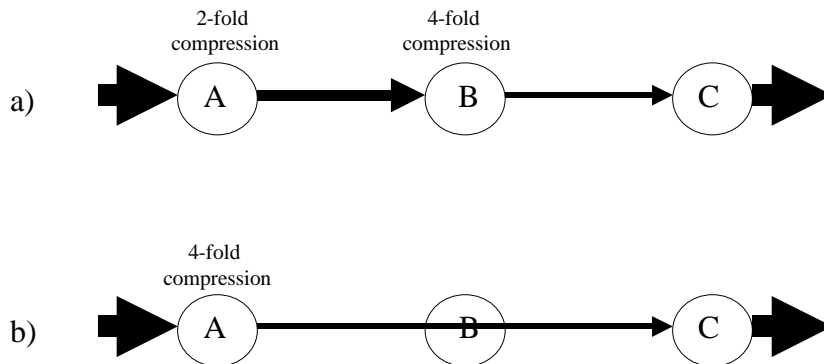 2-fold
compression
4-fold
compression
a)
A
B
C
4-fold
compression
b)
A
B
C